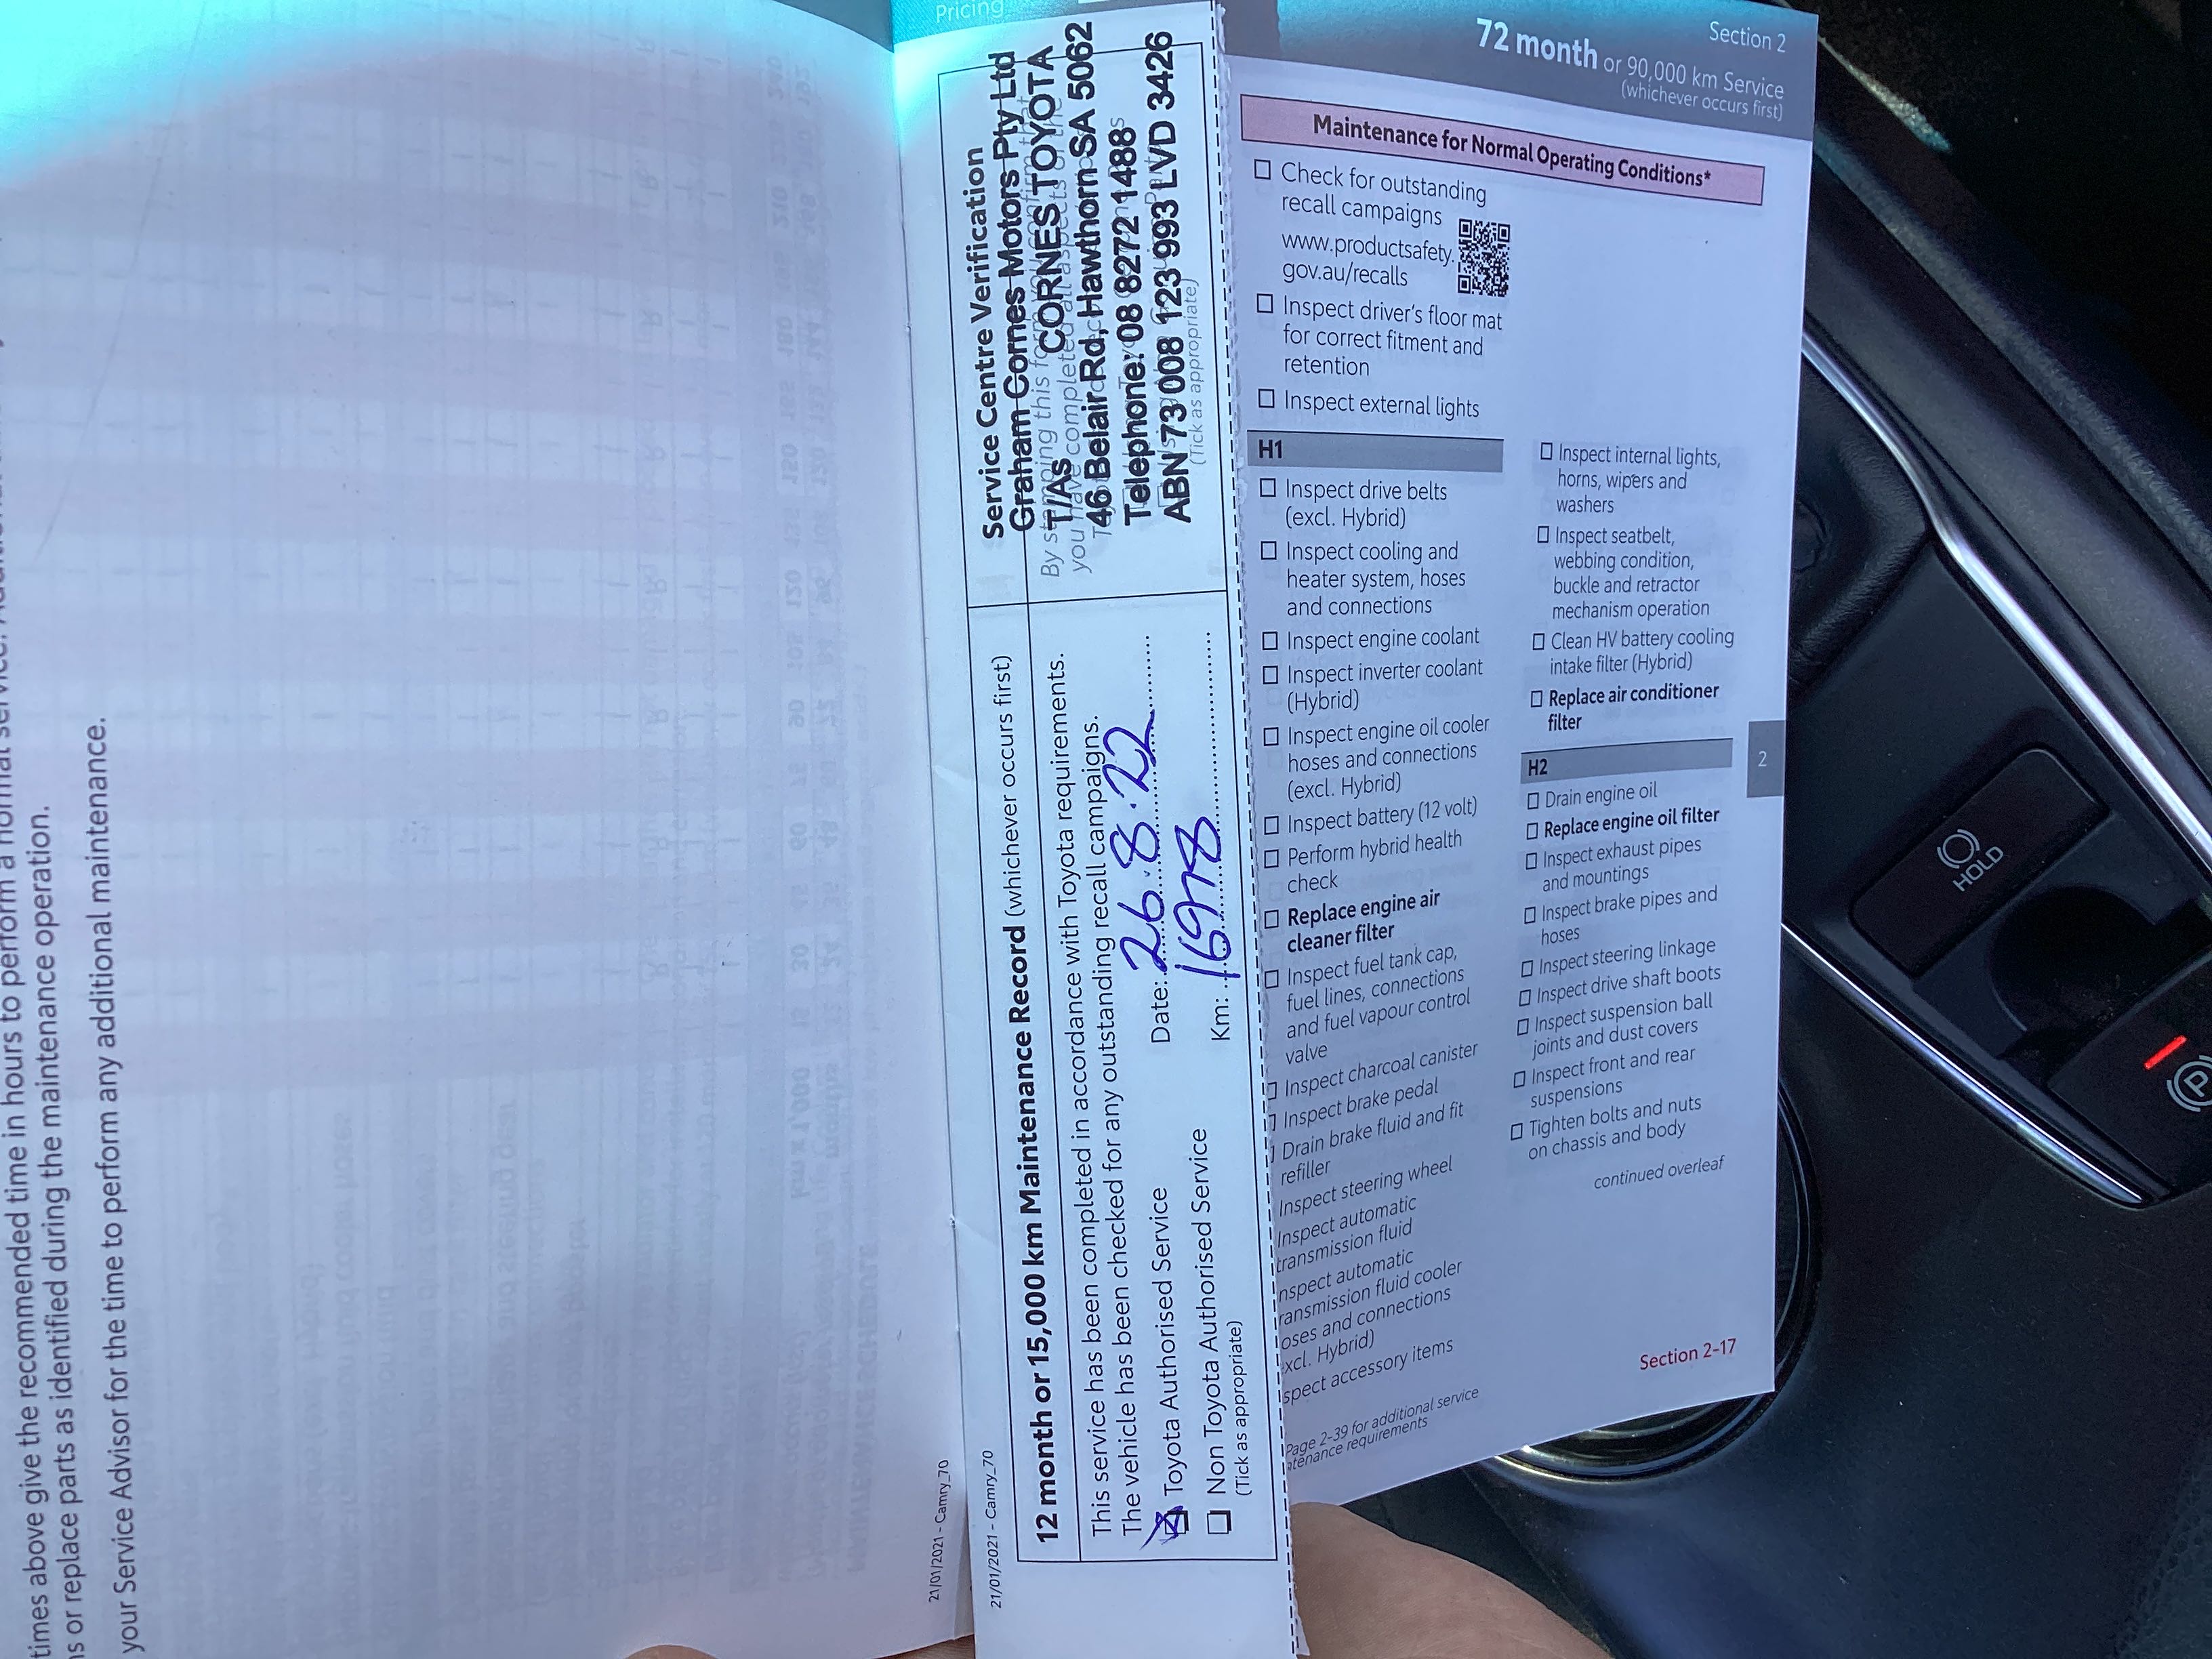 times above give the recommended time in hours to perform a normal
or replace parts as identified during the maintenance operation.
your Service Advisor for the time to perform any additional maintenance.
21/01/2021 - Camry_70
Pricing
21/01/2021 - Camry_70
12 month or 15,000 km Maintenance Record (whichever occurs first)
This service has been completed in accordance with Toyota requirements.
The vehicle has been checked for any outstanding recall campaigns.
Toyota Authorised Service
Date: 26.8.22
Non Toyota Authorised Service
Km:
(Tick as appropriate)
Service Centre Verification
Graham Cornes Motors Pty Ltd
T/AS CORNES TOYOTA
46 Belair Rd, Hawthorn SA 5062
Telephone: 08 8272 1488
ABN 73 008 123 993 LVD 3426
(Tick as appropriate)
Section 2
72 month or 90,000 km Service
(whichever occurs first)
Maintenance for Normal Operating Conditions*
Check for outstanding
recall campaigns
www.productsafety.
gov.au/recalls
Inspect driver's floor mat
for correct fitment and
retention
Inspect external lights
H1
Inspect drive belts
(excl. Hybrid)
Inspect cooling and
heater system, hoses
and connections
Inspect engine coolant
Inspect inverter coolant
(Hybrid)
Inspect engine oil cooler
hoses and connections
(excl. Hybrid)
Inspect battery (12 volt)
Perform hybrid health
check
Replace engine air
cleaner filter
Inspect fuel tank cap,
fuel lines, connections
and fuel vapour control
valve
Inspect charcoal canister
Inspect brake pedal
Drain brake fluid and fit
refiller
Inspect steering wheel
Inspect automatic
transmission fluid
nspect automatic
ransmission fluid cooler
oses and connections
xcl. Hybrid)
spect accessory items
Page 2-39 for additional service
tenance requirements
Inspect internal lights,
horns, wipers and
washers
Inspect seatbelt,
webbing condition,
buckle and retractor
mechanism operation
Clean HV battery cooling
intake filter (Hybrid)
Replace air conditioner
filter
H2
Drain engine oil
Replace engine oil filter
Inspect exhaust pipes
and mountings
Inspect brake pipes and
hoses
Inspect steering linkage
Inspect drive shaft boots
Inspect suspension ball
joints and dust covers
Inspect front and rear
suspensions
Tighten bolts and nuts
on chassis and body
continued overleaf
Section 2-17
2
HOLD
P